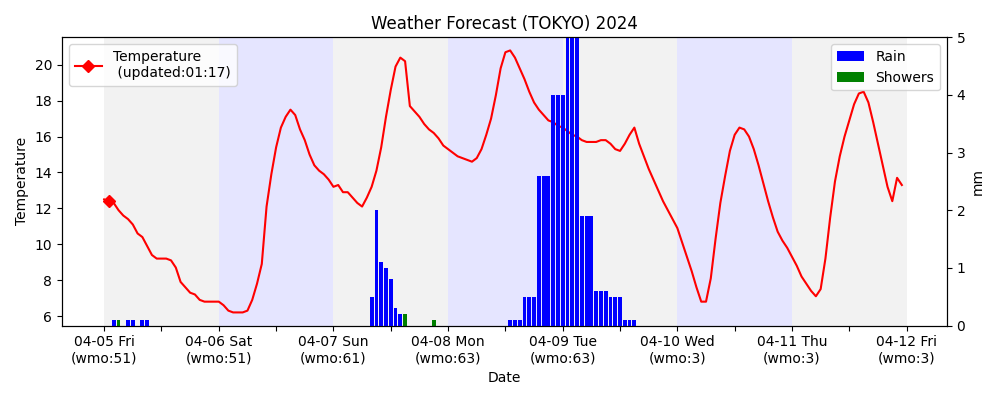 Weather Forecast (TOKYO) 2024
Temperature
(updated:01:17)
Rain
Showers
Temperature
20
18
16
14
12
10
8
6
5
4
3
2
1
0
mm
04-05 Fri
(wmo:51)
04-06 Sat
(wmo:51)
04-07 Sun
(wmo:61)
04-08 Mon
(wmo:63)
04-09 Tue
(wmo:63)
04-10 Wed
(wmo:3)
04-11 Thu
(wmo:3)
04-12 Fri
(wmo:3)
Date